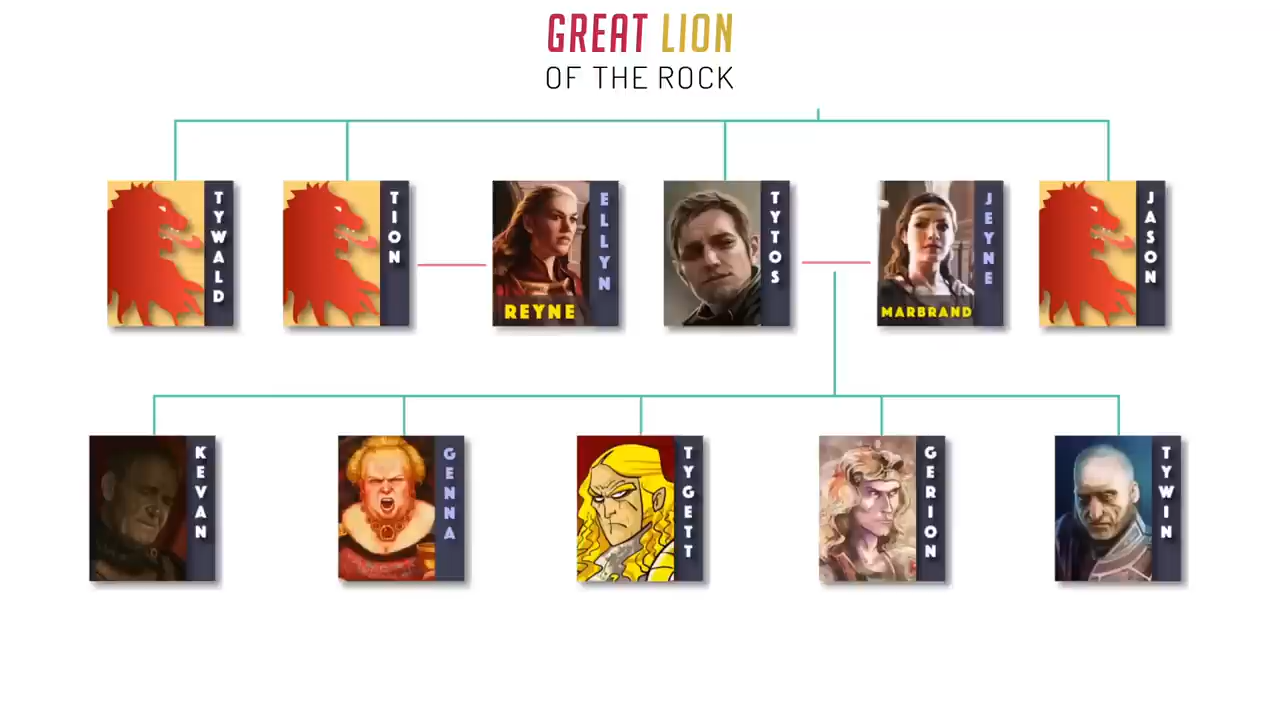 GREAT LION
OF THE ROCK
TYWALD
TION
ELLYN
REYNE
TYTOS
JEYNE
MARBRAND
JASON
KEVAN
GENNA
TYGETT
GERION
TYWIN